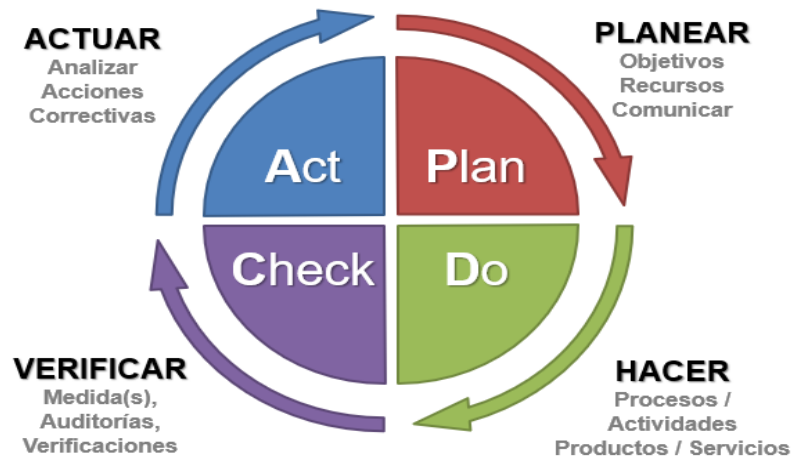 ACTUAR
Analizar
Acciones
Correctivas
PLANEAR
Objetivos
Recursos
Comunicar
Act
Plan
Check
Do
VERIFICAR
Medida(s),
Auditorías,
Verificaciones
HACER
Procesos /
Actividades
Productos / Servicios